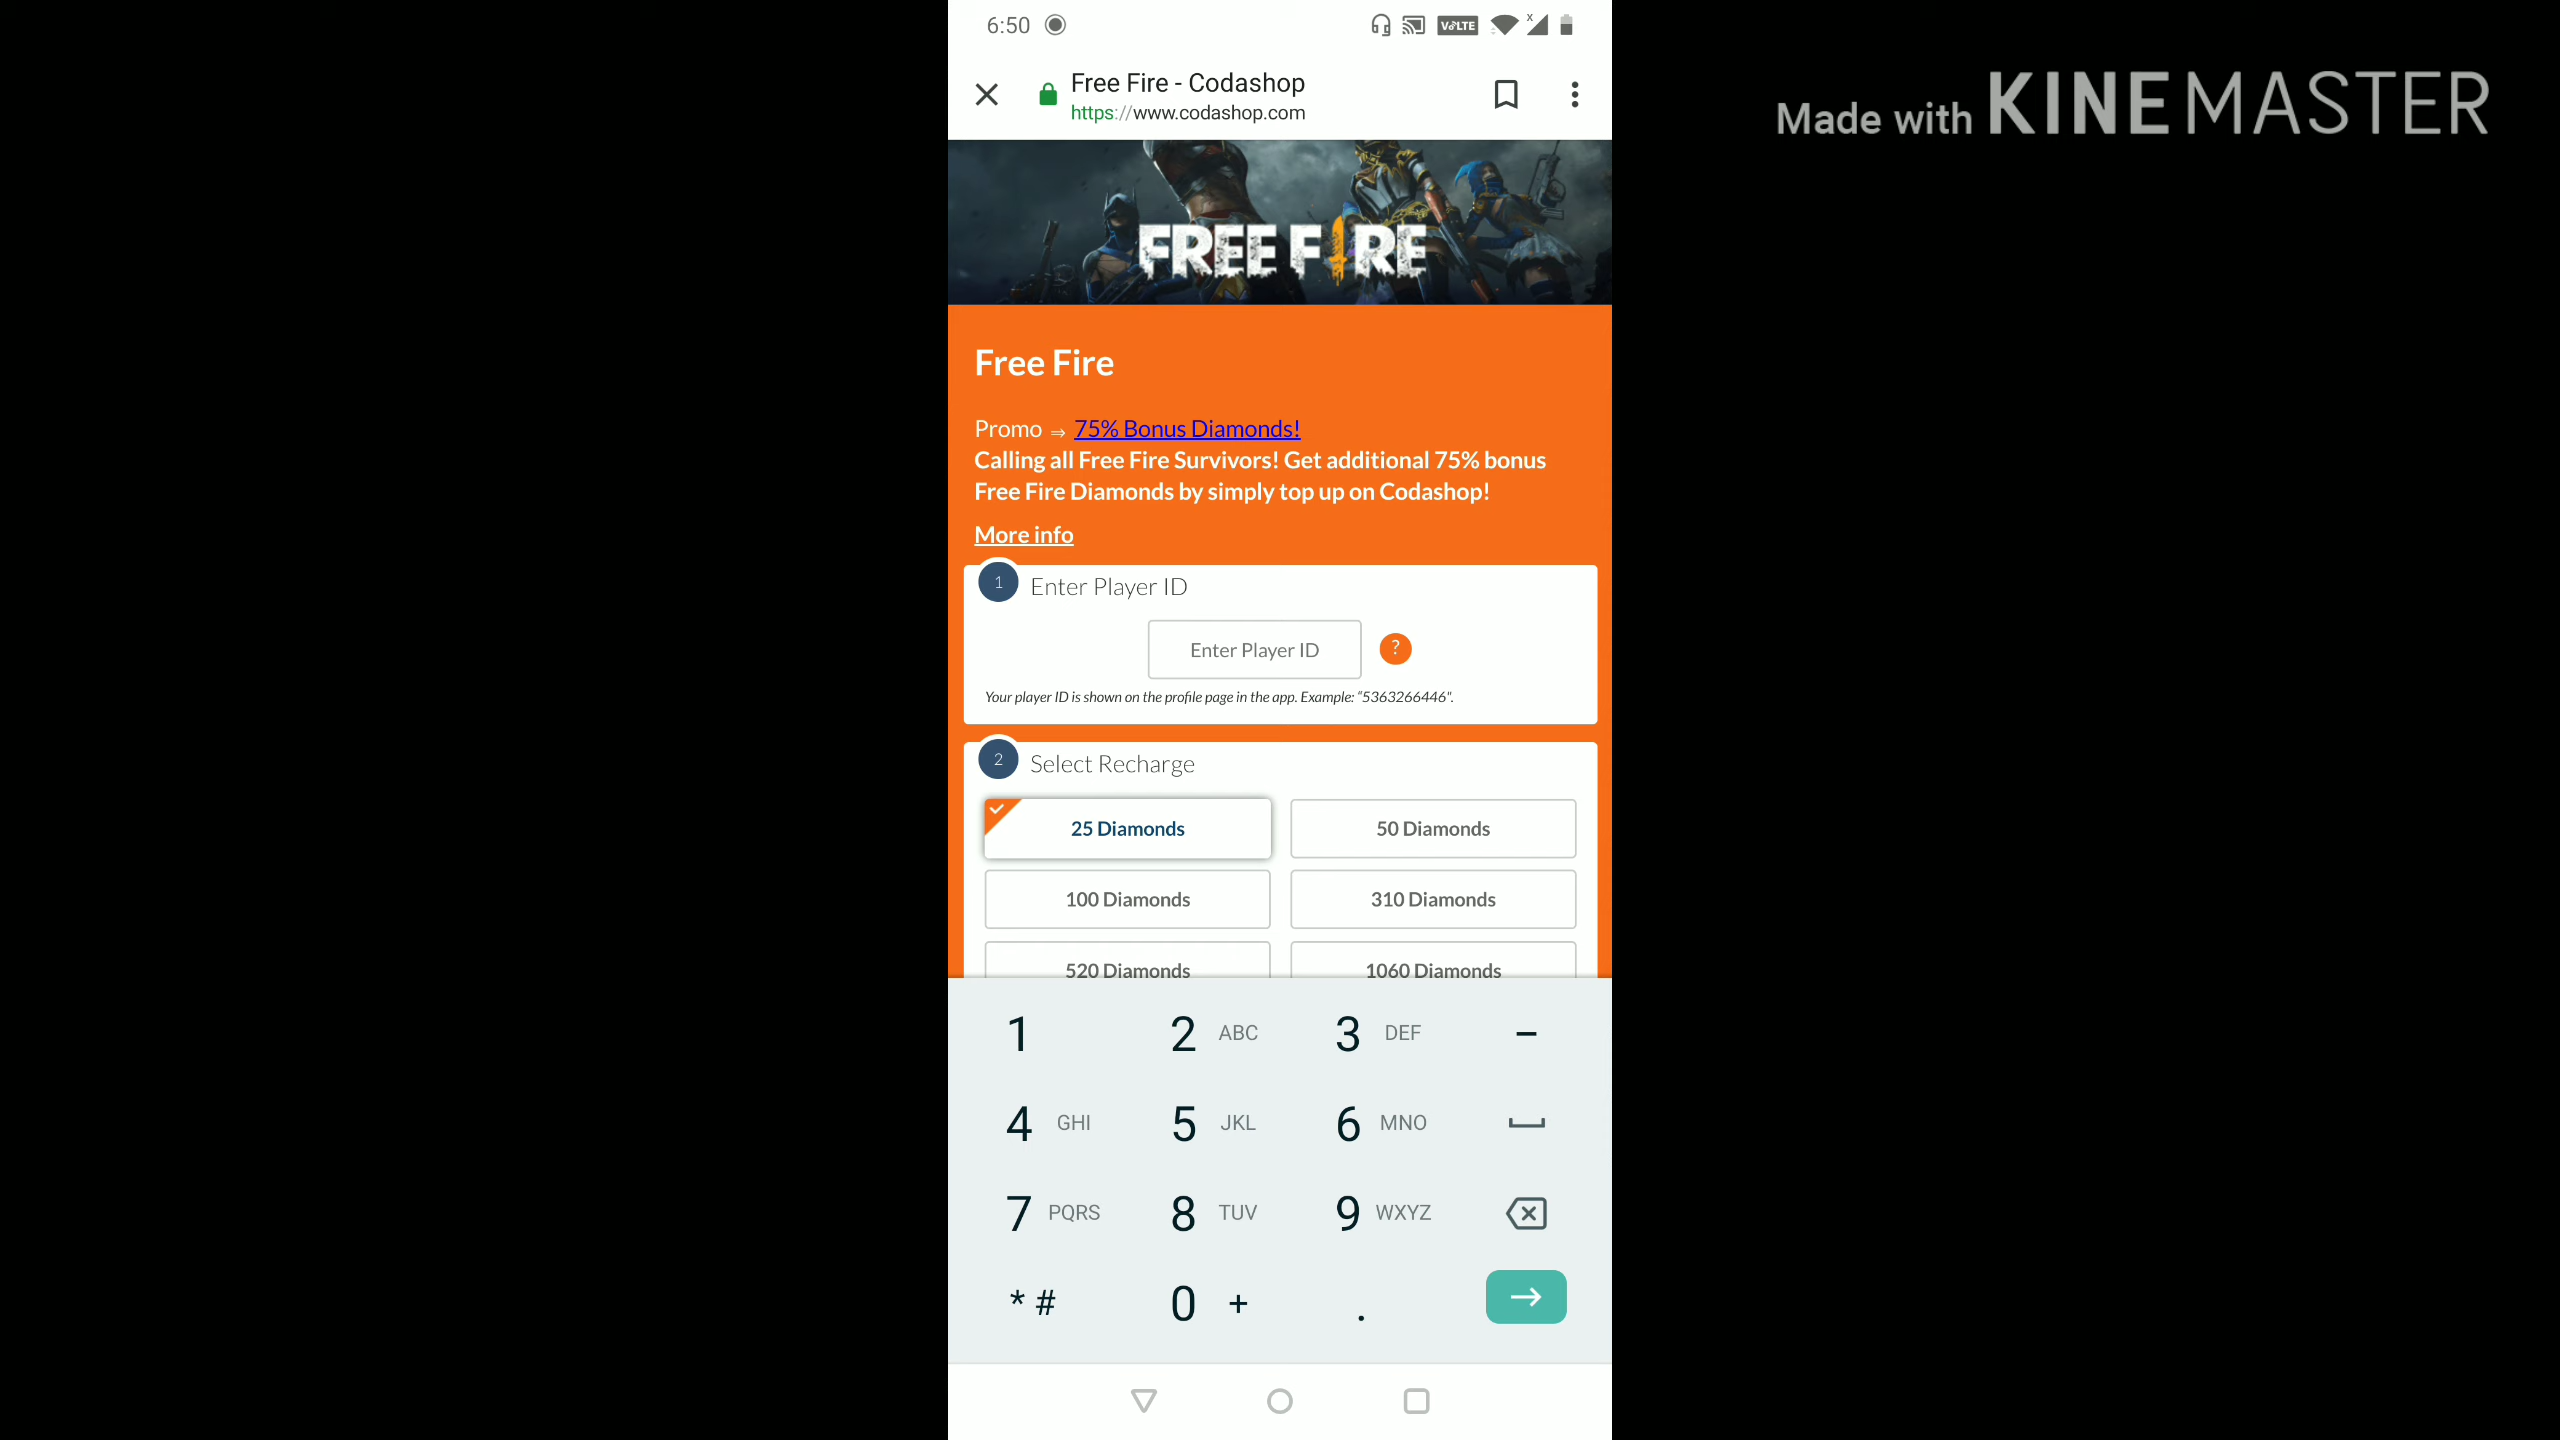 6:50
VoLTE
x
Free Fire - Codashop
https://www.codashop.com
Made with KINEMASTER
FREE FIRE
Free Fire
Promo ⇒ 75% Bonus Diamonds!
Calling all Free Fire Survivors! Get additional 75% bonus
Free Fire Diamonds by simply top up on Codashop!
More info
1 Enter Player ID
Enter Player ID ?
Your player ID is shown on the profile page in the app. Example: "5363266446".
2 Select Recharge
25 Diamonds 50 Diamonds
100 Diamonds 310 Diamonds
520 Diamonds 1060 Diamonds
1 2 ABC 3 DEF -
4 GHI 5 JKL 6 MNO
7 PQRS 8 TUV 9 WXYZ
* # 0 + .